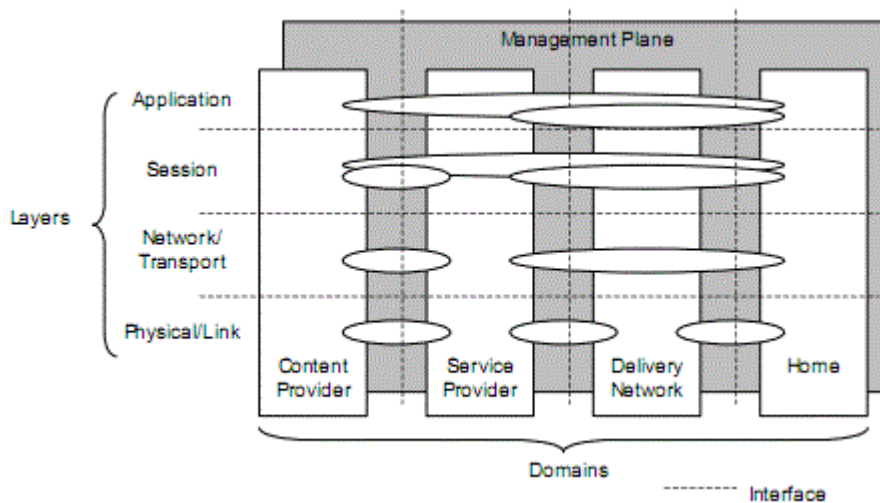 Management Plane
Application
Session
Layers
Network/
Transport
Physical/Link
Content
Provider
Service
Provider
Delivery
Network
Home
Domains
Interface